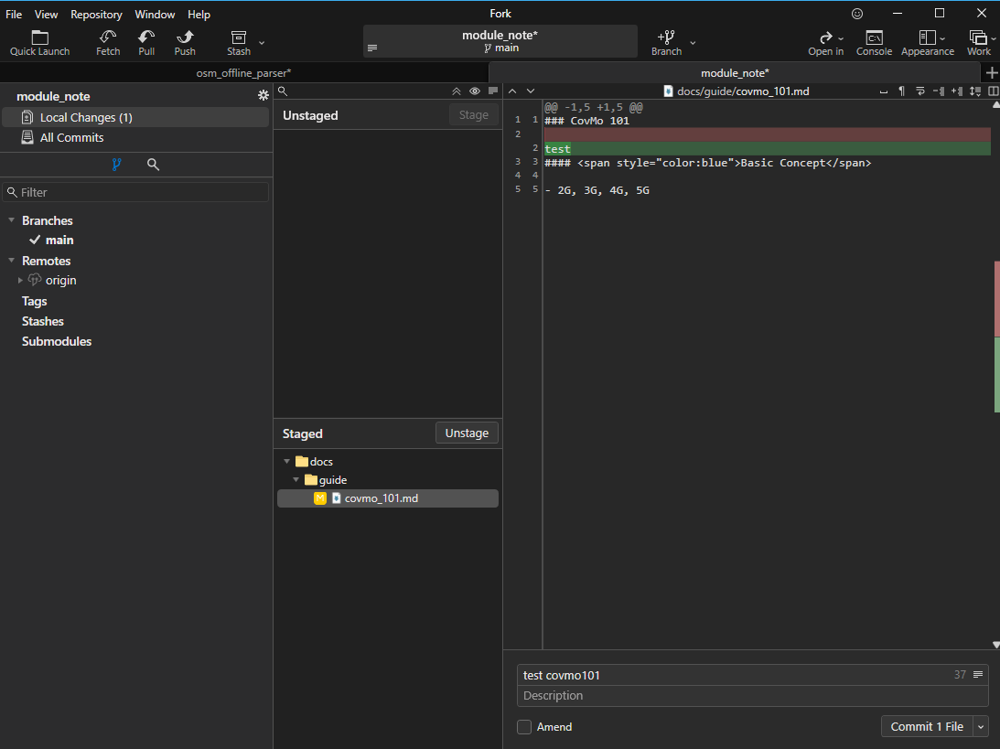 File View Repository Window Help
Fork
Quick Launch
Fetch
Pull
Push
Stash
module_note*
main
Branch
Open in
Console
Appearance
Work
osm_offline_parser*
module_note*
module_note
Local Changes (1)
All Commits
Filter
Branches
main
Remotes
origin
Tags
Stashes
Submodules
Unstaged
Stage
Staged
Unstage
docs
guide
M covmo_101.md
docs/guide/covmo_101.md
@@ -1,5 +1,5 @@
1 1 ### CovMo 101
2
2 test
3 3 #### <span style="color:blue">Basic Concept</span>
4 4
5 5 - 2G, 3G, 4G, 5G
test covmo101
37
Description
Amend
Commit 1 File